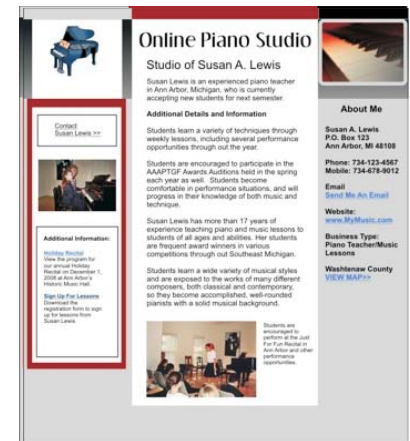 Online Piano Studio
Studio of Susan A. Lewis
Susan Lewis is an experienced piano teacher
in Ann Arbor, Michigan, who is currently
accepting new students for next semester.
Additional Details and Information
Students learn a variety of techniques through
weekly lessons, including several performance
opportunities through out the year.
Students are encouraged to participate in the
AAAPTGF Awards Auditions held in the spring
each year as well.  Students become
comfortable in performance situations, and will
progress in their knowledge of both music and
technique.
Susan Lewis has more than 17 years of
experience teaching piano and music lessons to
students of all ages and abilities. Her students
are frequent award winners in various
competitions through out Southeast Michigan.
Students learn a wide variety of musical styles
and are exposed to the works of many different
composers, both classical and contemporary,
so they become accomplished, well-rounded
pianists with a solid musical background.
Students are
encouraged to
perform at the Just
For Fun Recital in
Ann Arbor and other
performance
opportunities.
Contact
Susan Lewis >>
Additional Information:
Holiday Recital
View the program for
our annual Holiday
Recital on December 1,
2008 at Ann Arbor's
Historic Music Hall.
Sign Up For Lessons
Download the
registration form to sign
up for lessons from
Susan Lewis
About Me
Susan A. Lewis
P.O. Box 123
Ann Arbor, MI 48108
Phone: 734-123-4567
Mobile: 734-678-9012
Email
Send Me An Email
Website:
www.MyMusic.com
Business Type:
Piano Teacher/Music
Lessons
Washtenaw County
VIEW MAP>>